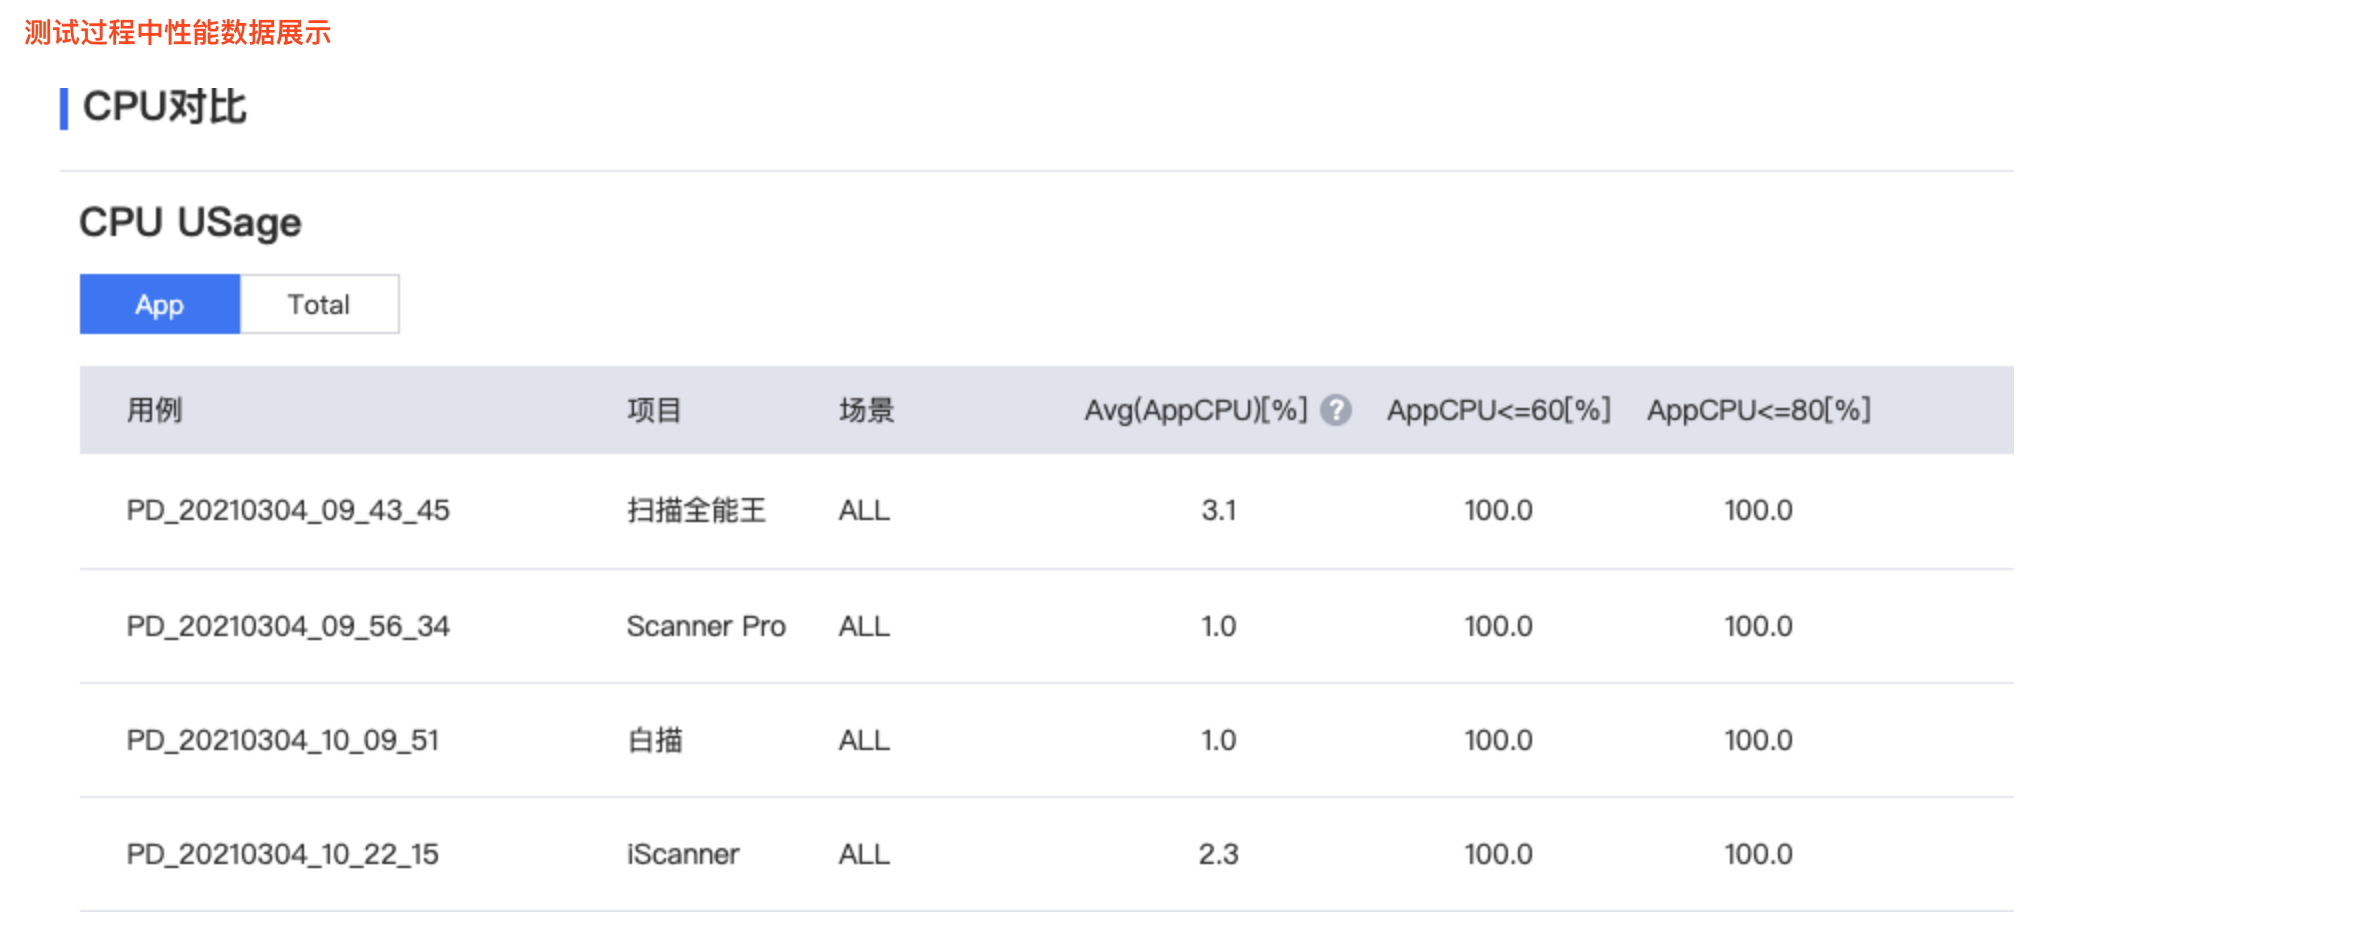 测试过程中性能数据展示
CPU对比
CPU USage
App Total
用例 项目 场景 Avg(AppCPU)[%] ? AppCPU<=60[%] AppCPU<=80[%]
PD_20210304_09_43_45 扫描全能王 ALL 3.1 100.0 100.0
PD_20210304_09_56_34 Scanner Pro ALL 1.0 100.0 100.0
PD_20210304_10_09_51 白描 ALL 1.0 100.0 100.0
PD_20210304_10_22_15 iScanner ALL 2.3 100.0 100.0